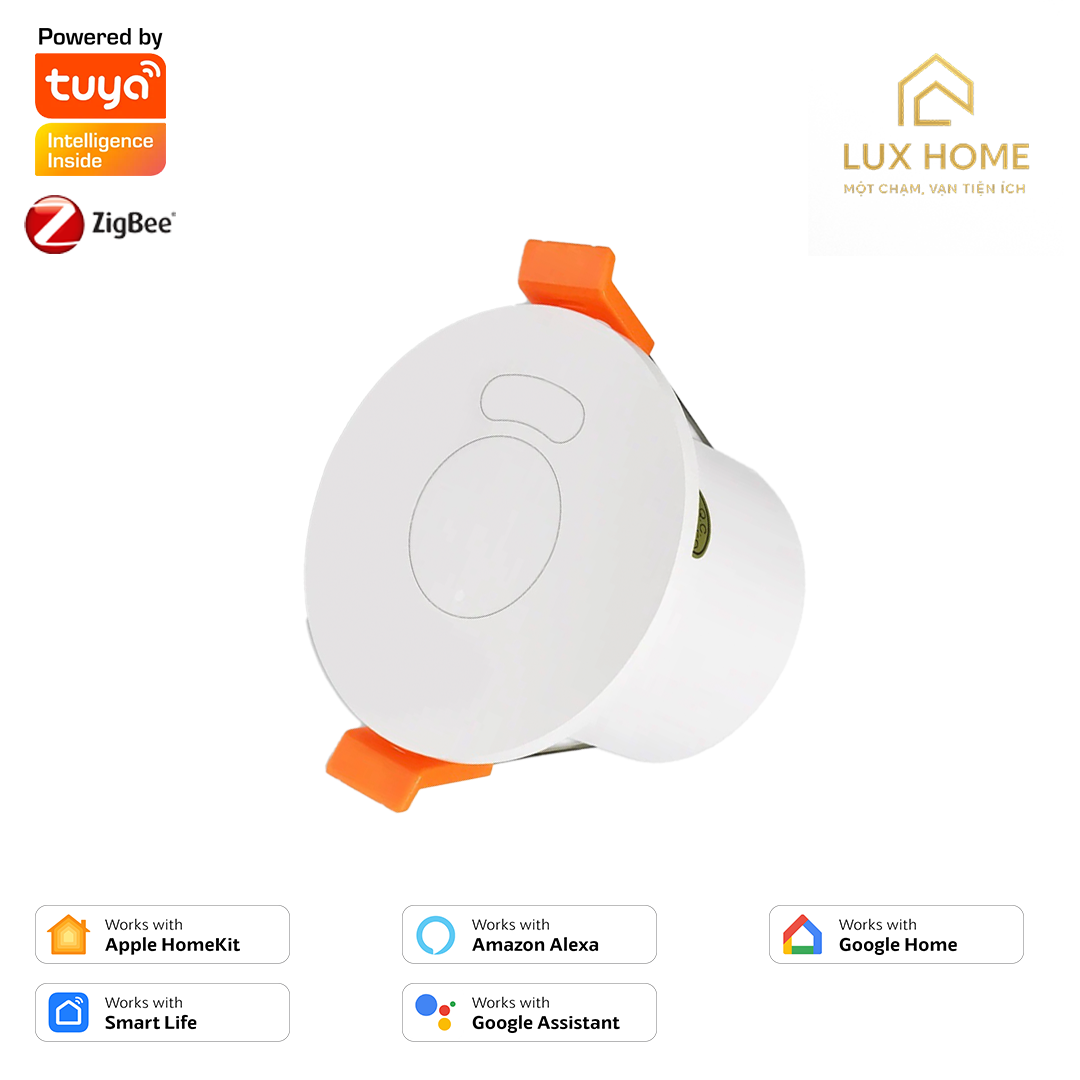 Powered by
tuya
Intelligence
Inside
ZigBee®
LUX HOME
MỘT CHẠM, VẠN TIỆN ÍCH
Works with
Apple HomeKit
Works with
Amazon Alexa
Works with
Google Home
Works with
Smart Life
Works with
Google Assistant